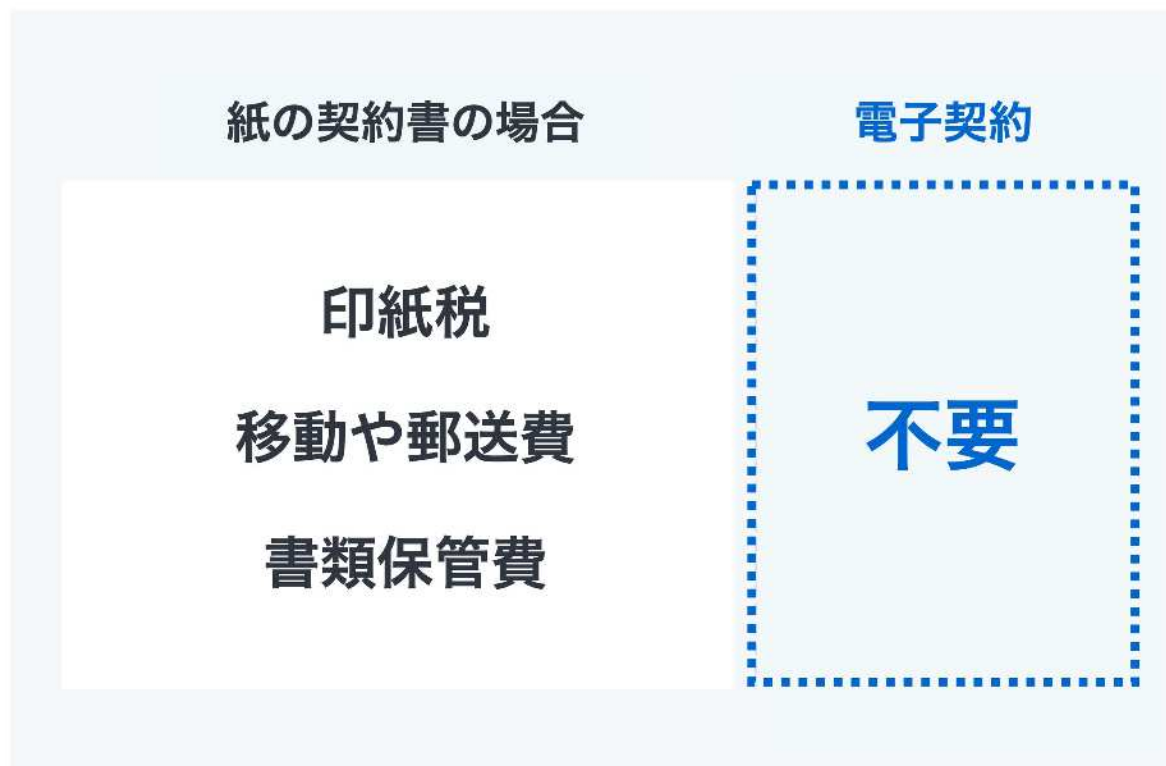 紙の契約書の場合
電子契約
印紙税
移動や郵送費
不要
書類保管費